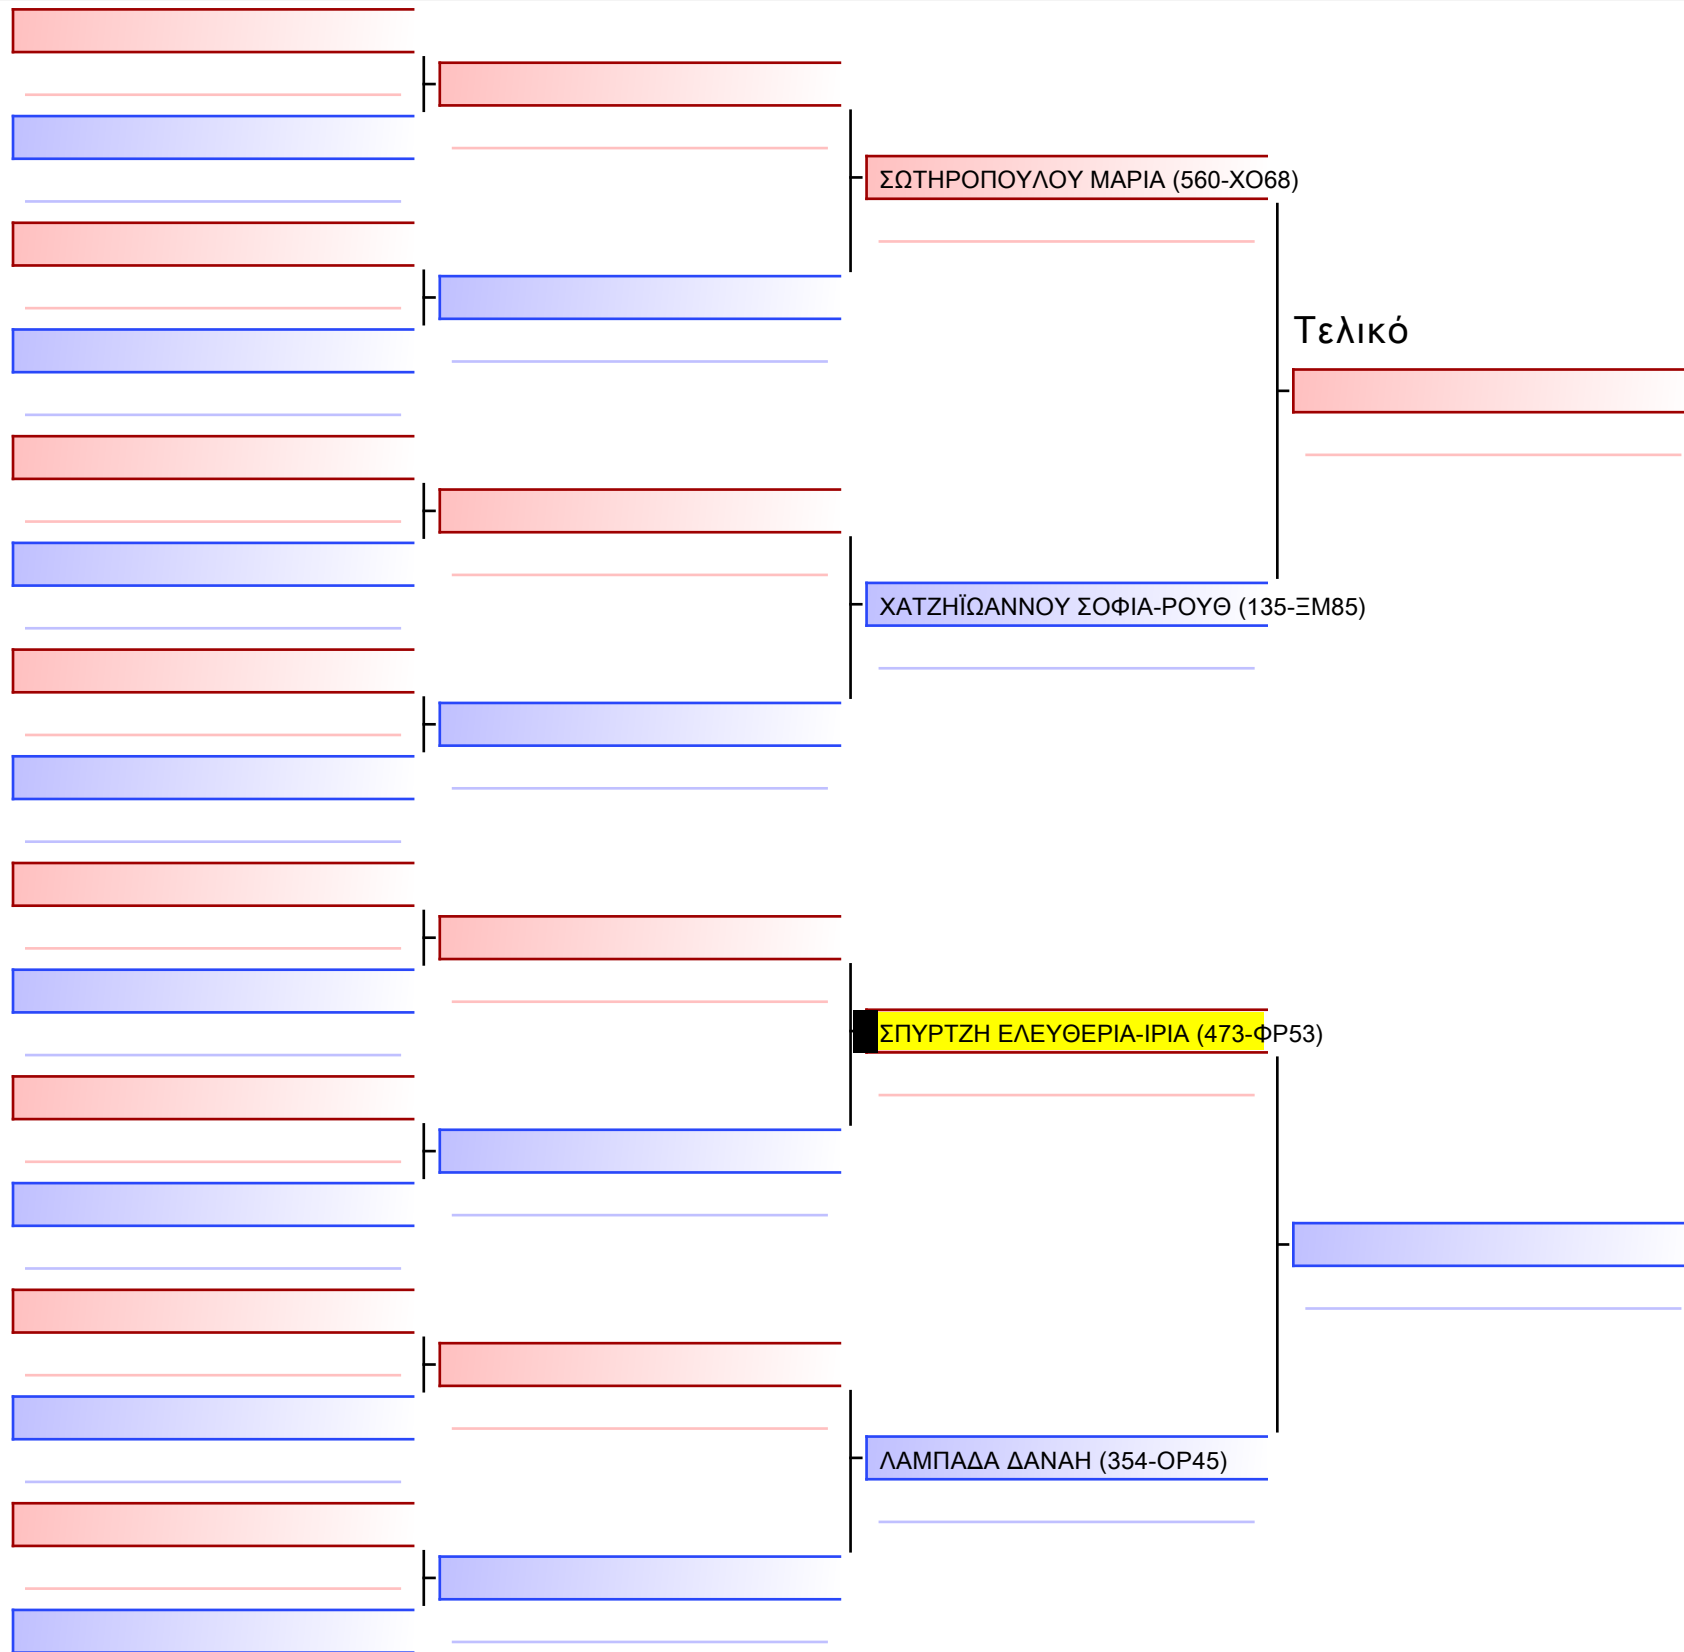 ΣΩΤΗΡΟΠΟΥΛΟΥ ΜΑΡΙΑ (560-ΧΟ68)
Τελικό
ΧΑΤΖΗΪΩΑΝΝΟΥ ΣΟΦΙΑ-ΡΟΥΘ (135-ΞΜ85)
ΣΠΥΡΤΖΗ ΕΛΕΥΘΕΡΙΑ-ΙΡΙΑ (473-ΦΡ53)
ΛΑΜΠΑΔΑ ΔΑΝΑΗ (354-ΟΡ45)